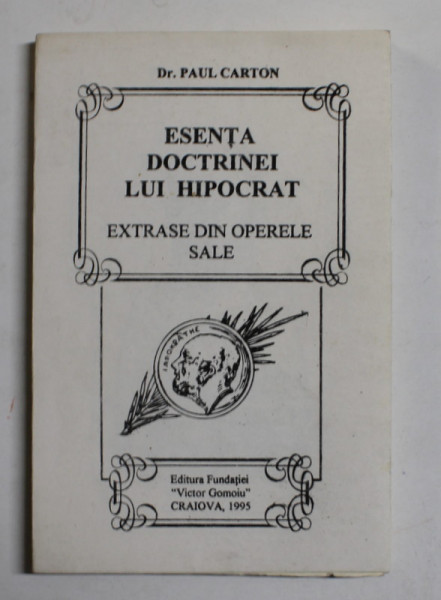 Dr. PAUL CARTON
ESENȚA
DOCTRINEI
LUI HIPOCRAT
EXTRASE DIN OPERELE
SALE
Editura Fundației
"Victor Gomoiu"
CRAIOVA, 1995